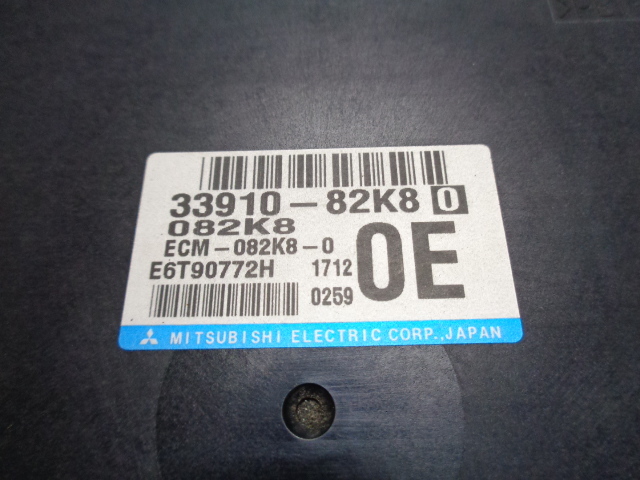 33910-82K8 0
082K8
ECM-082K8-0
E6T90772H 1712
0259
0E
MITSUBISHI ELECTRIC CORP., JAPAN